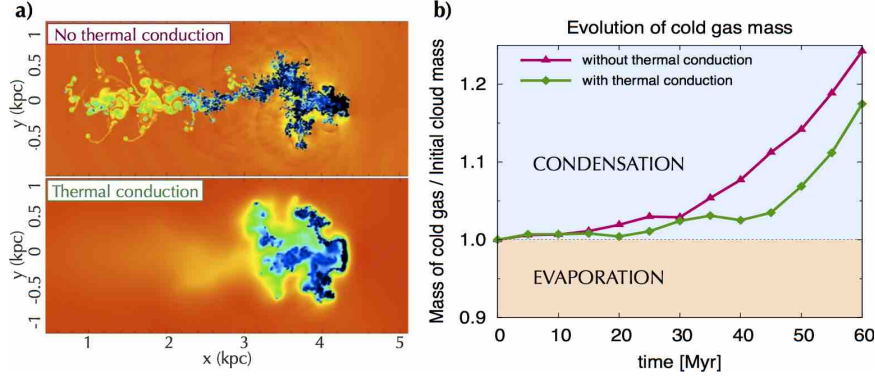 a)
No thermal conduction
1
0.5
0
-0.5
y (kpc)
Thermal conduction
1
0.5
0
-0.5
-1
y (kpc)
1 2 3 4 5
x (kpc)
b)
Evolution of cold gas mass
without thermal conduction
with thermal conduction
CONDENSATION
EVAPORATION
Mass of cold gas / Initial cloud mass
1.2
1.1
1.0
0.9
0 10 20 30 40 50 60
time [Myr]